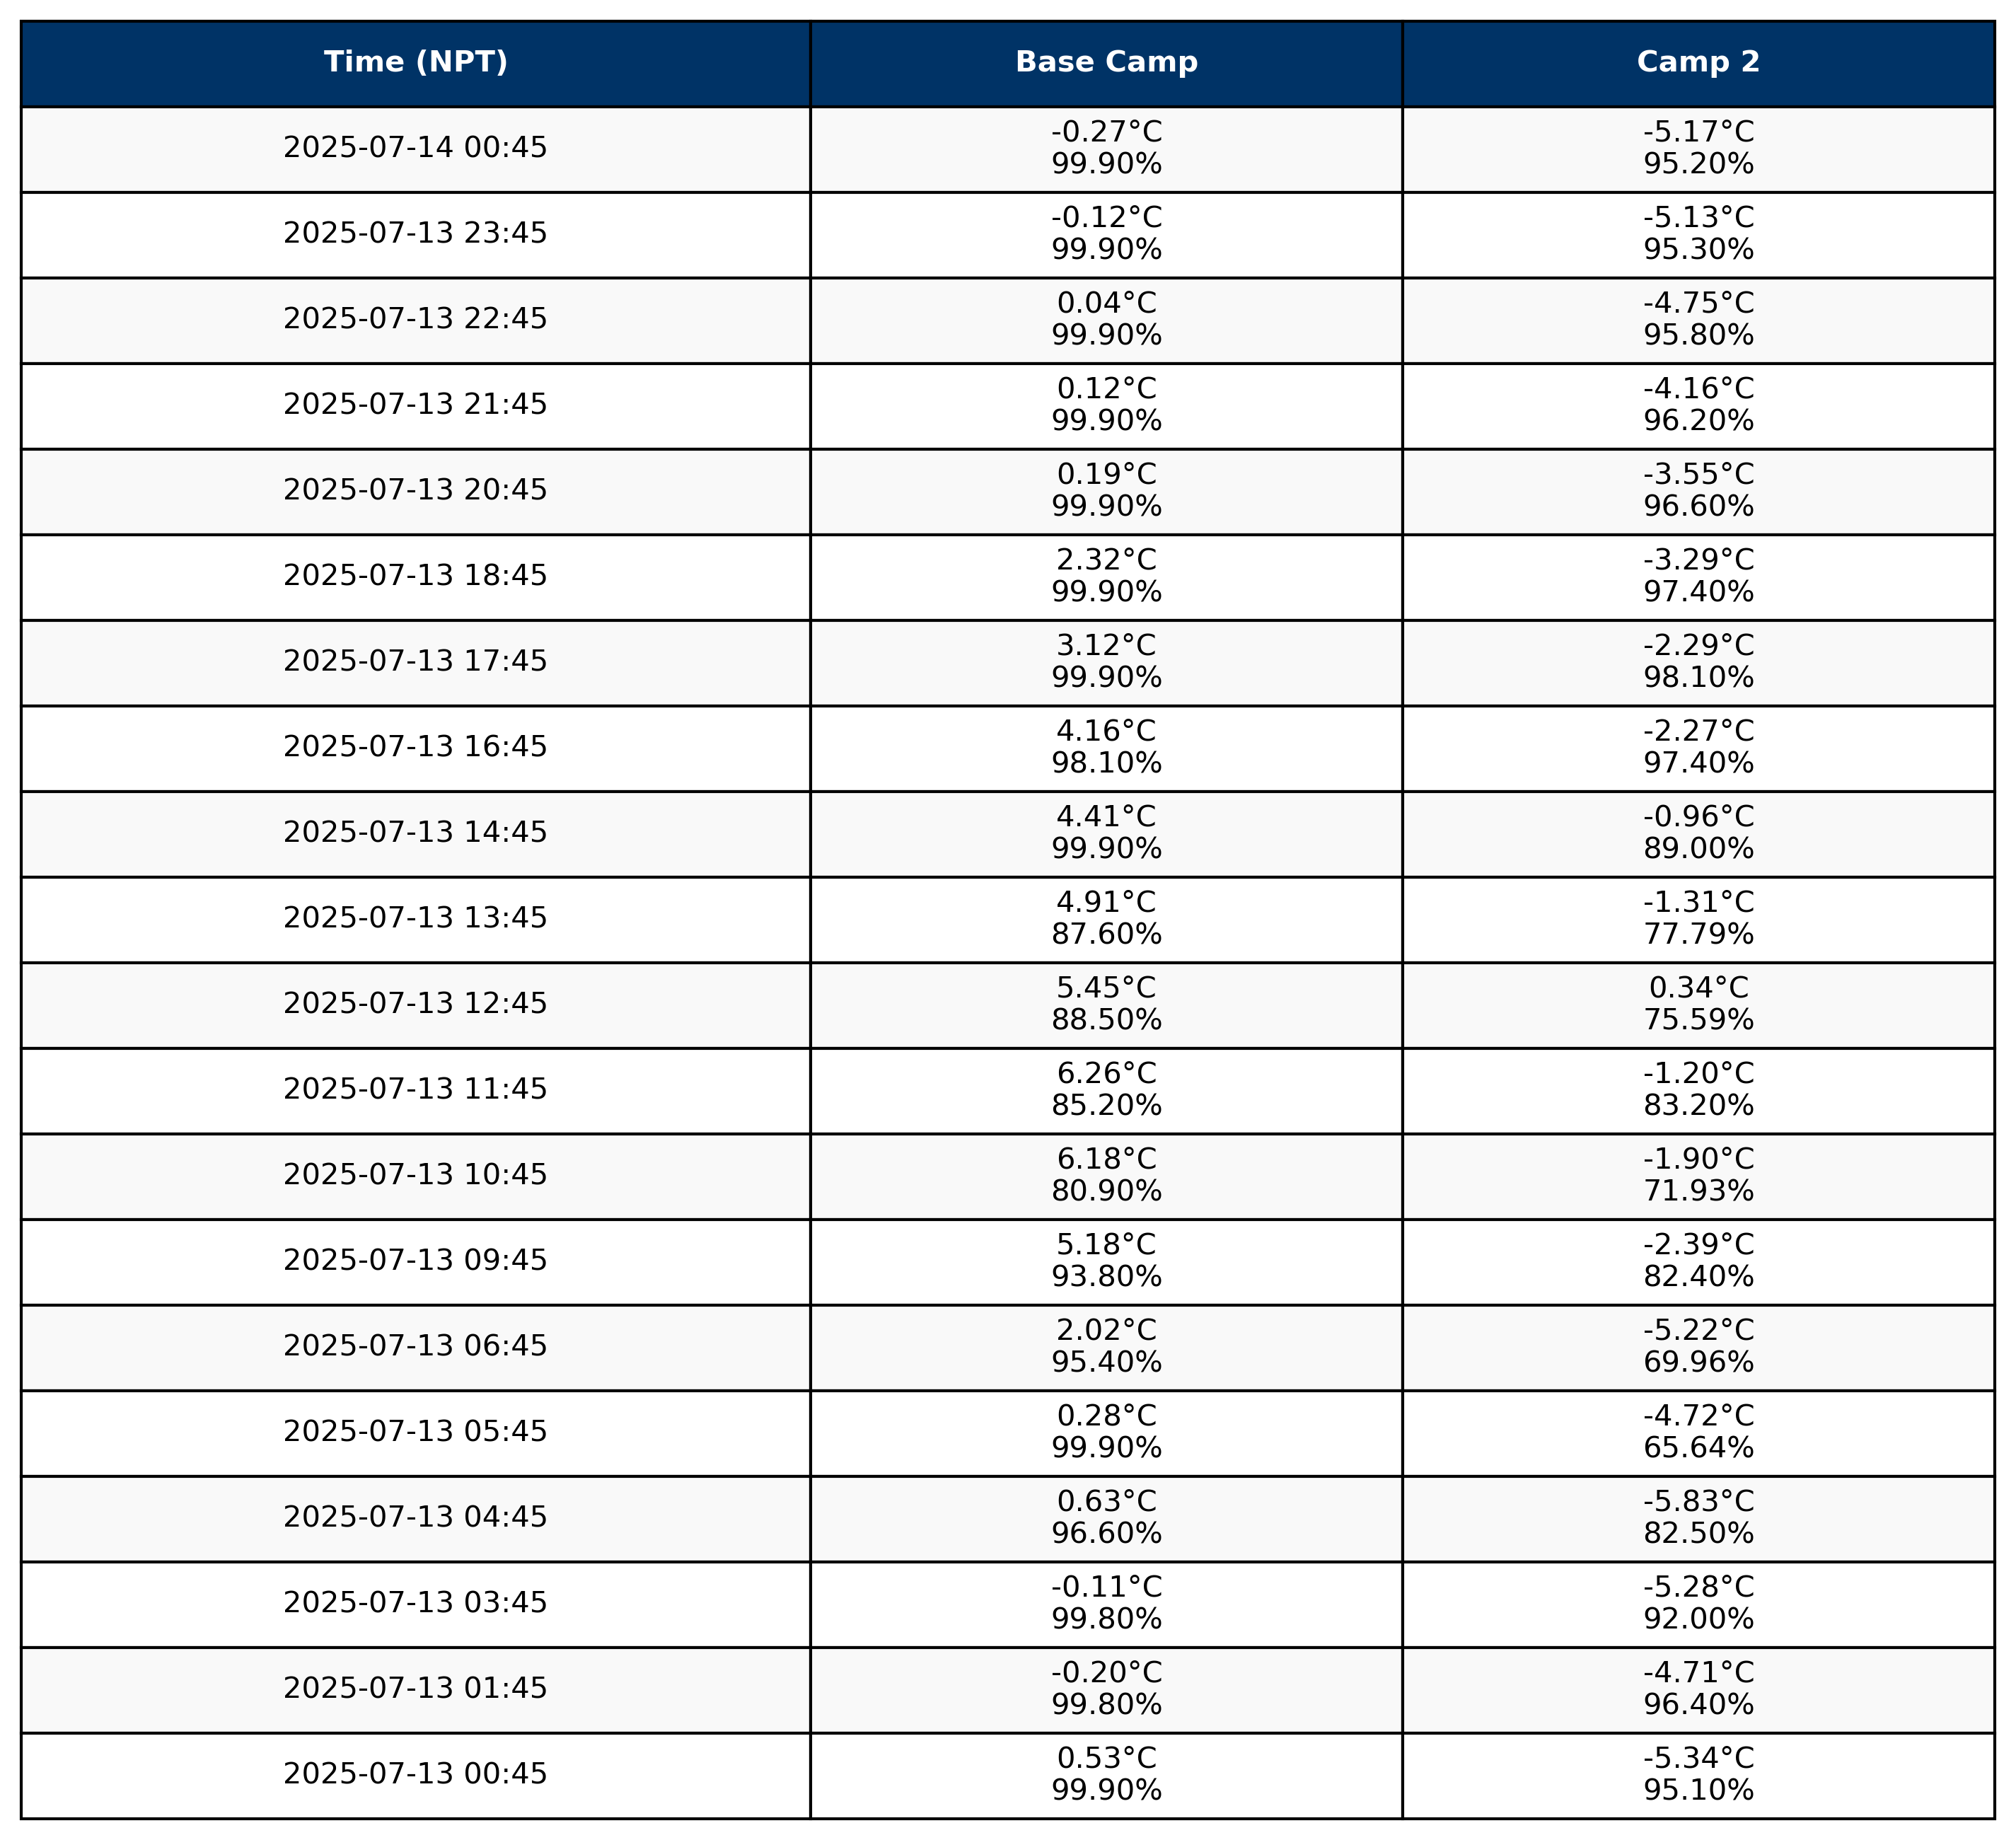 Time (NPT) Base Camp Camp 2
2025-07-14 00:45 -0.27°C -5.17°C
99.90% 95.20%
2025-07-13 23:45 -0.12°C -5.13°C
99.90% 95.30%
2025-07-13 22:45 0.04°C -4.75°C
99.90% 95.80%
2025-07-13 21:45 0.12°C -4.16°C
99.90% 96.20%
2025-07-13 20:45 0.19°C -3.55°C
99.90% 96.60%
2025-07-13 18:45 2.32°C -3.29°C
99.90% 97.40%
2025-07-13 17:45 3.12°C -2.29°C
99.90% 98.10%
2025-07-13 16:45 4.16°C -2.27°C
98.10% 97.40%
2025-07-13 14:45 4.41°C -0.96°C
99.90% 89.00%
2025-07-13 13:45 4.91°C -1.31°C
87.60% 77.79%
2025-07-13 12:45 5.45°C 0.34°C
88.50% 75.59%
2025-07-13 11:45 6.26°C -1.20°C
85.20% 83.20%
2025-07-13 10:45 6.18°C -1.90°C
80.90% 71.93%
2025-07-13 09:45 5.18°C -2.39°C
93.80% 82.40%
2025-07-13 06:45 2.02°C -5.22°C
95.40% 69.96%
2025-07-13 05:45 0.28°C -4.72°C
99.90% 65.64%
2025-07-13 04:45 0.63°C -5.83°C
96.60% 82.50%
2025-07-13 03:45 -0.11°C -5.28°C
99.80% 92.00%
2025-07-13 01:45 -0.20°C -4.71°C
99.80% 96.40%
2025-07-13 00:45 0.53°C -5.34°C
99.90% 95.10%